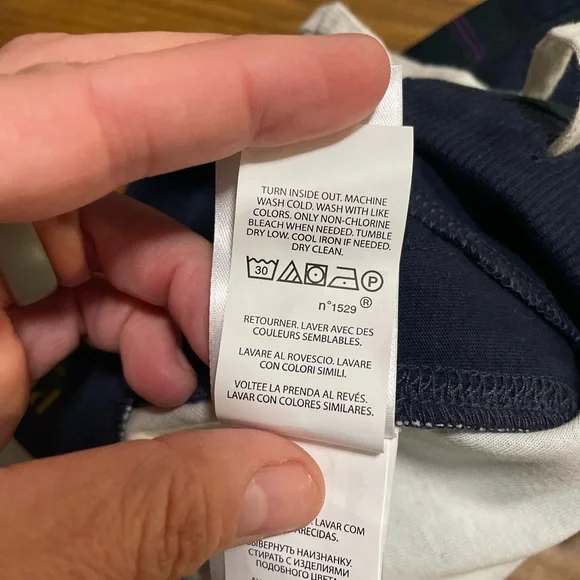 TURN INSIDE OUT. MACHINE
WASH COLD. WASH WITH LIKE
COLORS. ONLY NON-CHLORINE
BLEACH WHEN NEEDED. TUMBLE
DRY LOW. COOL IRON IF NEEDED.
DRY CLEAN.
30 P
n°1529 ®
RETOURNER. LAVER AVEC DES
COULEURS SEMBLABLES.
LAVARE AL ROVESCIO. LAVARE
CON COLORI SIMILI.
VOLTEE LA PRENDA AL REVÉS.
LAVAR CON COLORES SIMILARES.
LAVAR COM
НАИЗНАНКУ.
СТИРАТЬ С ИЗДЕЛИЯМИ
ПОДОБНОГО ЦВЕТА